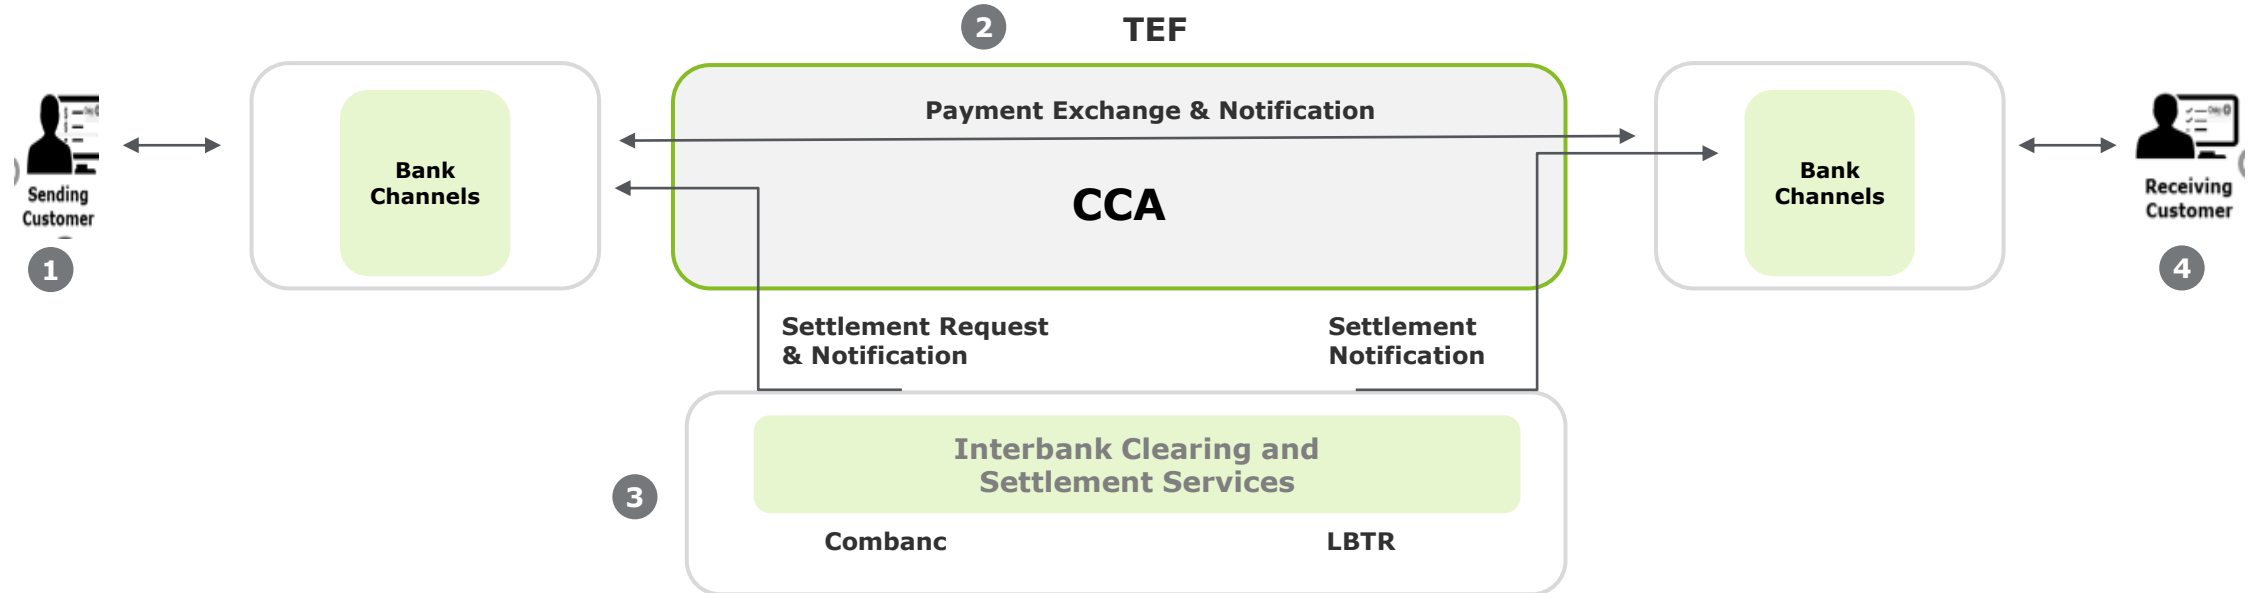 2
TEF
Payment Exchange & Notification
CCA
Sending
Customer
1
Bank
Channels
Bank
Channels
Receiving
Customer
4
Settlement Request
& Notification
Settlement
Notification
3
Interbank Clearing and
Settlement Services
Combanc
LBTR